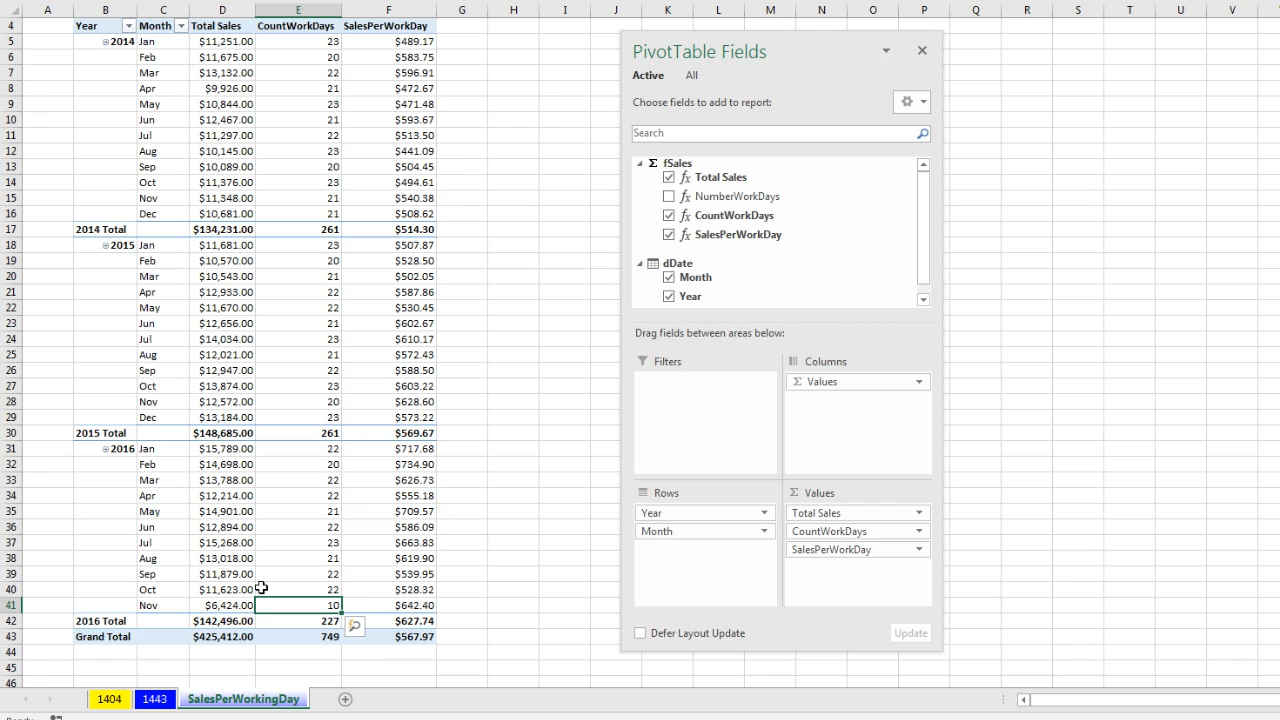 A B C D E F G H I J K L M N O P Q R S T U V W
4 Year Month Total Sales CountWorkDays SalesPerWorkDay
5 2014 Jan $11,251.00 23 $489.17
6 Feb $11,675.00 20 $583.75
7 Mar $13,132.00 22 $596.91
8 Apr $9,926.00 21 $472.67
9 May $10,844.00 23 $471.48
10 Jun $12,467.00 21 $593.67
11 Jul $11,297.00 22 $513.50
12 Aug $10,145.00 23 $441.09
13 Sep $10,089.00 20 $504.45
14 Oct $11,376.00 23 $494.61
15 Nov $11,348.00 21 $540.38
16 Dec $10,681.00 21 $508.62
17 2014 Total $134,231.00 261 $514.30
18 2015 Jan $11,681.00 23 $507.87
19 Feb $10,570.00 20 $528.50
20 Mar $10,543.00 21 $502.05
21 Apr $12,933.00 22 $587.86
22 May $11,670.00 22 $530.45
23 Jun $12,656.00 21 $602.67
24 Jul $14,034.00 23 $610.17
25 Aug $12,021.00 21 $572.43
26 Sep $12,947.00 22 $588.50
27 Oct $13,874.00 23 $603.22
28 Nov $12,572.00 20 $628.60
29 Dec $13,184.00 23 $573.22
30 2015 Total $148,685.00 261 $569.67
31 2016 Jan $15,789.00 22 $717.68
32 Feb $14,698.00 20 $734.90
33 Mar $13,788.00 22 $626.73
34 Apr $12,214.00 22 $555.18
35 May $14,901.00 21 $709.57
36 Jun $12,894.00 22 $586.09
37 Jul $15,268.00 23 $663.83
38 Aug $13,018.00 21 $619.90
39 Sep $11,879.00 22 $539.95
40 Oct $11,623.00 22 $528.32
41 Nov $6,424.00 10 $642.40
42 2016 Total $142,496.00 227 $627.74
43 Grand Total $425,412.00 749 $567.97
44
45
46
PivotTable Fields
Active All
Choose fields to add to report:
Search
Σ fSales
fx Total Sales
fx NumberWorkDays
fx CountWorkDays
fx SalesPerWorkDay
dDate
Month
Year
Drag fields between areas below:
Filters
Columns
Σ Values
Rows
Year
Month
Σ Values
Total Sales
CountWorkDays
SalesPerWorkDay
Defer Layout Update Update
1404 1443 SalesPerWorkingDay
Ready